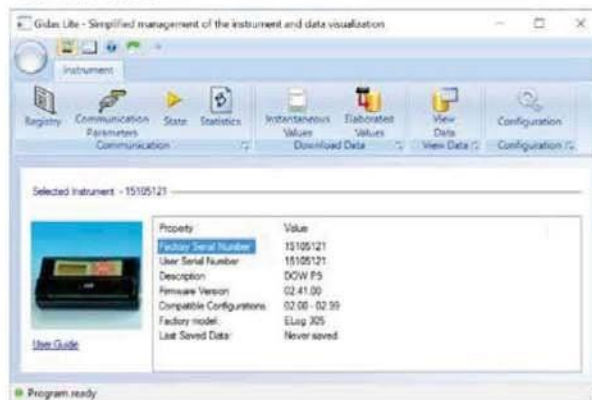 Gidas Lite - Simplified management of the instrument and data visualization
Instrument
Registry
Communication
Parameters
State
Statistics
Communication
Instantaneous
Values
Elaborated
Values
Download Data
View
Data
View Data
Configuration
Configuration
Selected Instrument - 15105121
Property Value
Factory Serial Number 15105121
User Serial Number 15105121
Description DOW PS
Firmware Version 02.41.00
Compatible Configurations 02.00 - 02.99
Factory model: ELog 305
Last Saved Data: Never saved
User Guide
Program ready